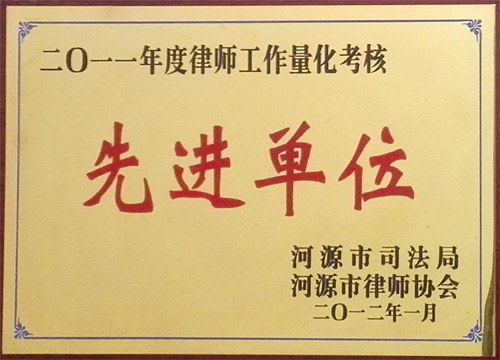 二〇一一年度律师工作量化考核
先进单位
河源市司法局
河源市律师协会
二〇一二年一月